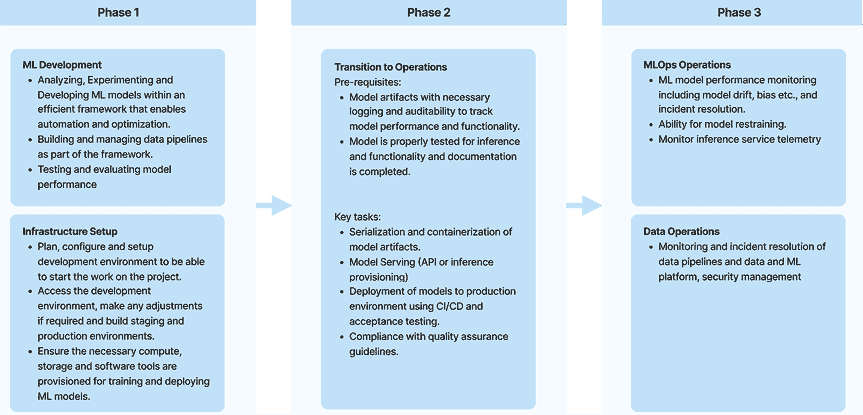 Phase 1
ML Development
• Analyzing, Experimenting and
Developing ML models within an
efficient framework that enables
automation and optimization.
• Building and managing data pipelines
as part of the framework.
• Testing and evaluating model
performance
Infrastructure Setup
• Plan, configure and setup
development environment to be able
to start the work on the project.
• Access the development
environment, make any adjustments
if required and build staging and
production environments.
• Ensure the necessary compute,
storage and software tools are
provisioned for training and deploying
ML models.
Phase 2
Transition to Operations
Pre-requisites:
• Model artifacts with necessary
logging and auditability to track
model performance and functionality.
• Model is properly tested for inference
and functionality and documentation
is completed.
Key tasks:
• Serialization and containerization of
model artifacts.
• Model Serving (API or inference
provisioning)
• Deployment of models to production
environment using CI/CD and
acceptance testing.
• Compliance with quality assurance
guidelines.
Phase 3
MLOps Operations
• ML model performance monitoring
including model drift, bias etc., and
incident resolution.
• Ability for model restraining.
• Monitor inference service telemetry
Data Operations
• Monitoring and incident resolution of
data pipelines and data and ML
platform, security management